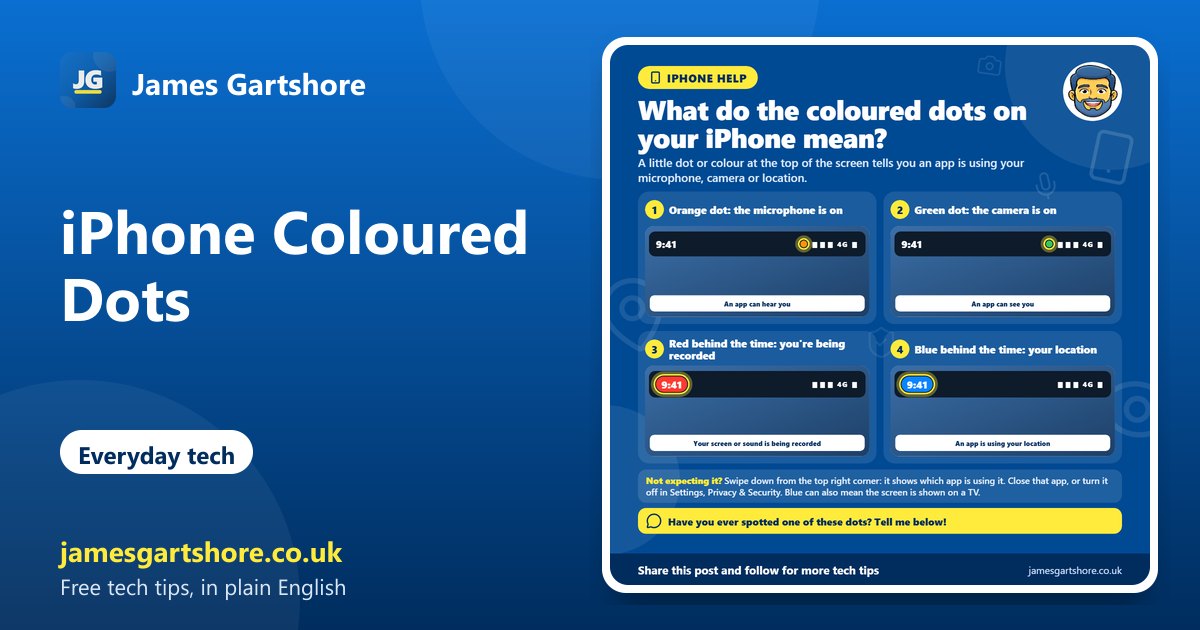 JG
James Gartshore
iPhone Coloured
Dots
Everyday tech
jamesgartshore.co.uk
Free tech tips, in plain English
IPHONE HELP
What do the coloured dots on
your iPhone mean?
A little dot or colour at the top of the screen tells you an app is using your
microphone, camera or location.
1 Orange dot: the microphone is on
9:41 4G
An app can hear you
2 Green dot: the camera is on
9:41 4G
An app can see you
3 Red behind the time: you're being
recorded
9:41 4G
Your screen or sound is being recorded
4 Blue behind the time: your location
9:41 4G
An app is using your location
Not expecting it? Swipe down from the top right corner: it shows which app is using it. Close that app, or turn it
off in Settings, Privacy & Security. Blue can also mean the screen is shown on a TV.
Have you ever spotted one of these dots? Tell me below!
Share this post and follow for more tech tips
jamesgartshore.co.uk